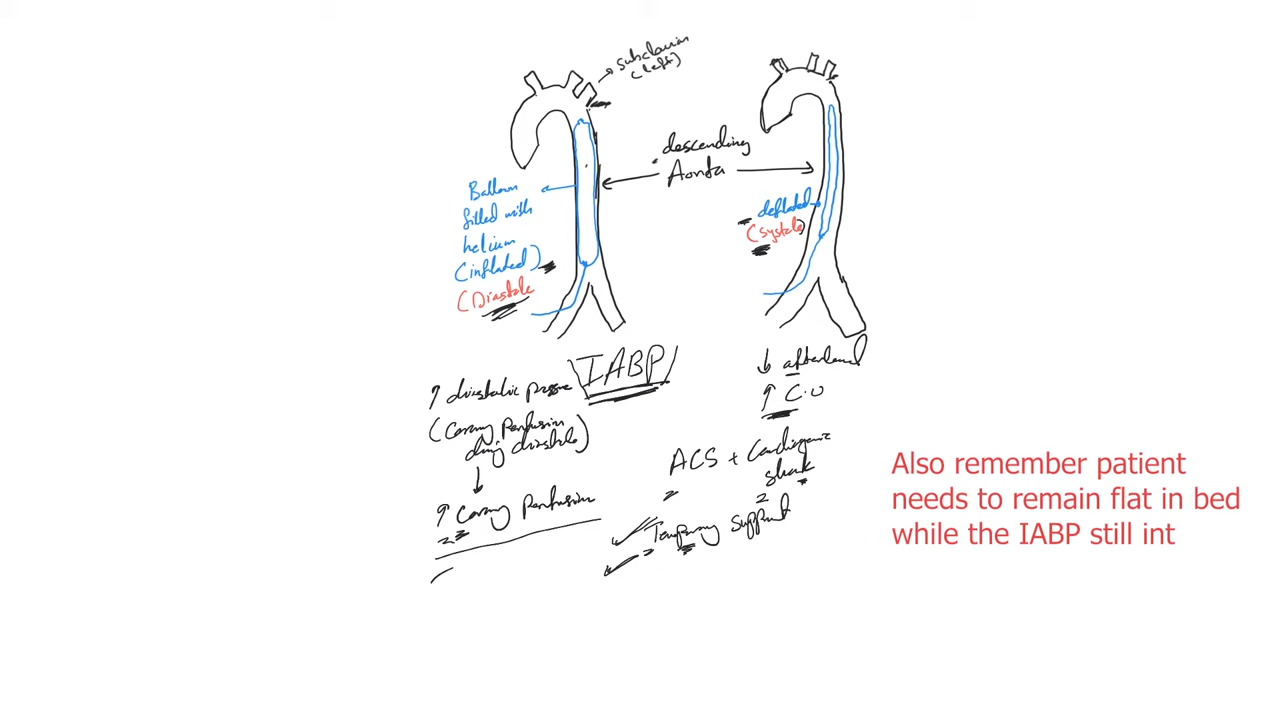 subclavian
(left)
descending
Aorta
Balloon
filled with
helium
(inflated)
(Diastole
deflated
(systole)
IABP
↑ diastolic pressure
(Coronary Perfusion
during diastole)
↓
↑ Coronary Perfusion
↓ afterload
↑ C.O
ACS + Cardiogenic
shock
Temporary support
Also remember patient
needs to remain flat in bed
while the IABP still int